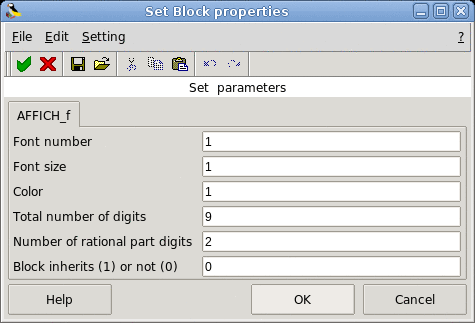 Set Block properties
File Edit Setting ?
Set parameters
AFFICH_f
Font number 1
Font size 1
Color 1
Total number of digits 9
Number of rational part digits 2
Block inherits (1) or not (0) 0
Help OK Cancel